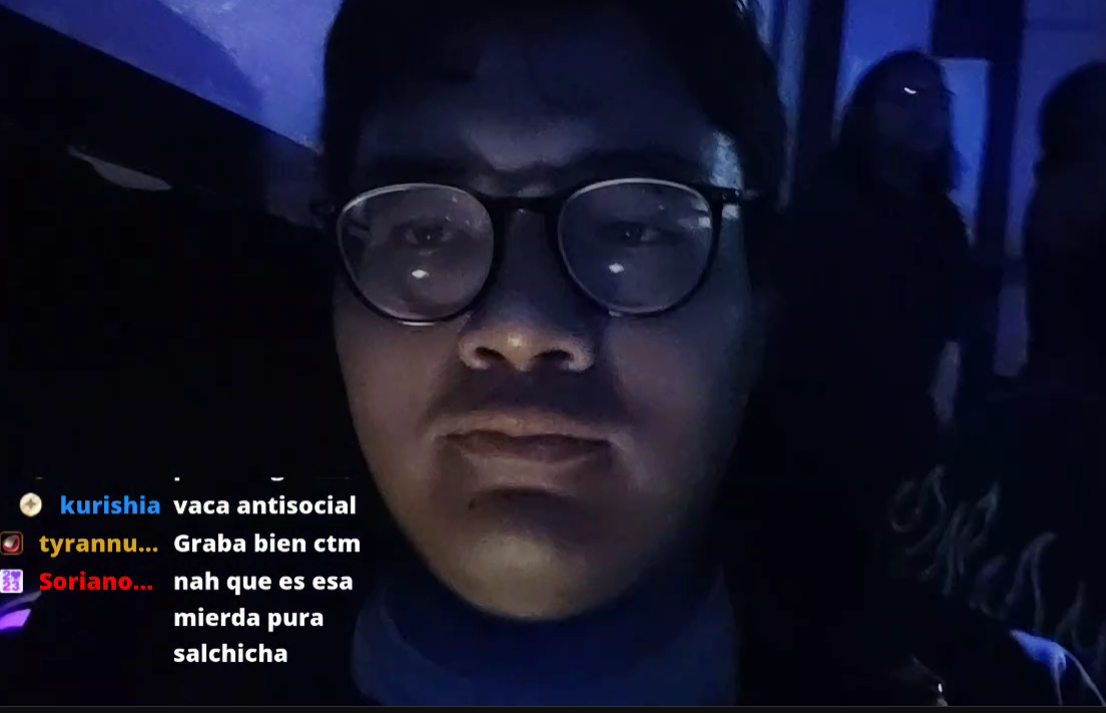 kurishia vaca antisocial
tyrannu... Graba bien ctm
Soriano... nah que es esa
mierda pura
salchicha